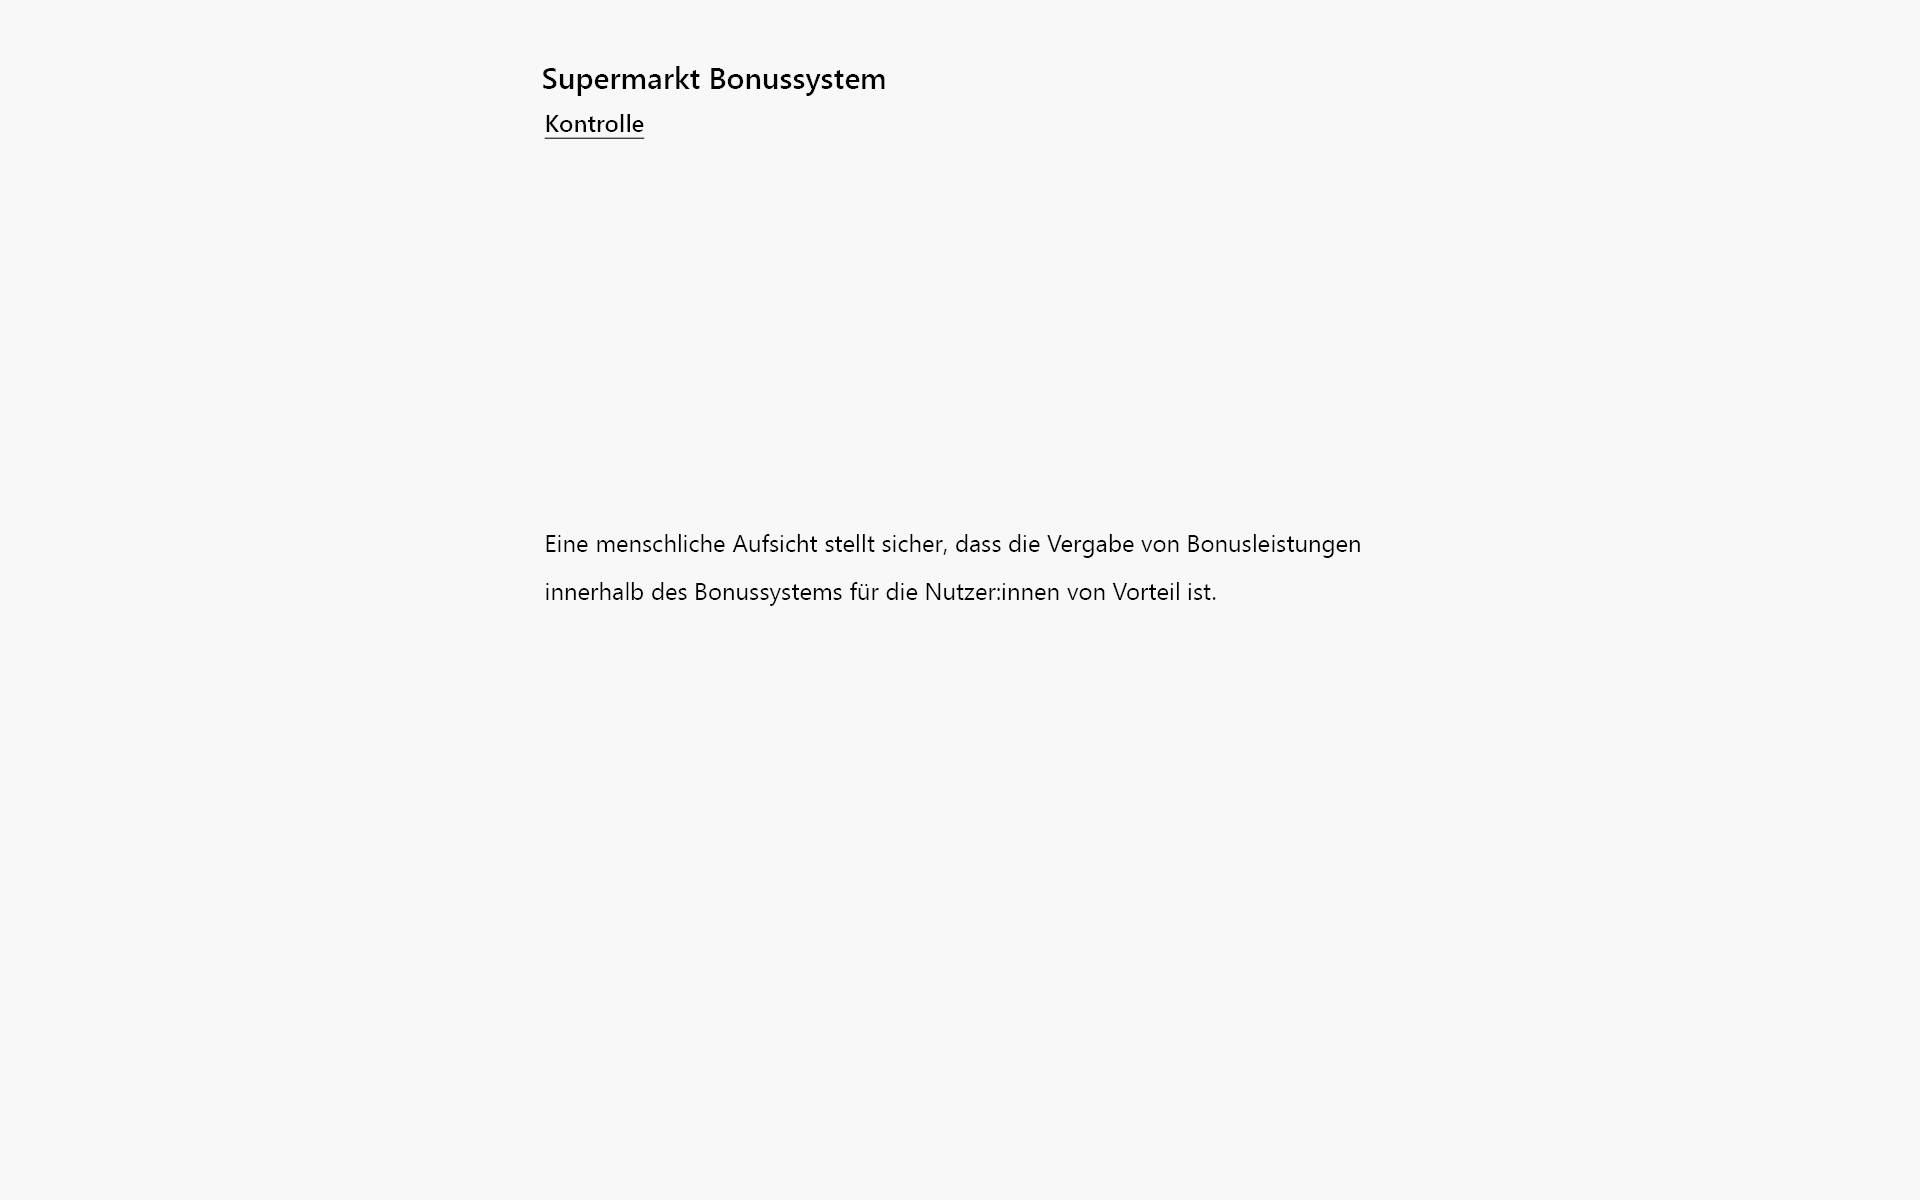 Supermarkt Bonussystem
Kontrolle
Eine menschliche Aufsicht stellt sicher, dass die Vergabe von Bonusleistungen
innerhalb des Bonussystems für die Nutzer:innen von Vorteil ist.